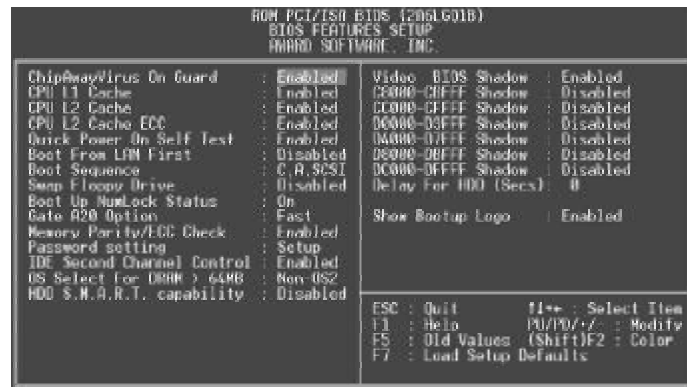 ROM PCI/ISA BIOS (2A6LGQ1B)
BIOS FEATURES SETUP
AWARD SOFTWARE, INC.
ChipAwayVirus On Guard : Enabled
CPU L1 Cache : Enabled
CPU L2 Cache : Enabled
CPU L2 Cache ECC : Enabled
Quick Power On Self Test : Enabled
Boot From LAN First : Disabled
Boot Sequence : C,A,SCSI
Swap Floppy Drive : Disabled
Boot Up NumLock Status : On
Gate A20 Option : Fast
Memory Parity/ECC Check : Enabled
Password setting : Setup
IDE Second Channel Control : Enabled
OS Select For DRAM > 64MB : Non-OS2
HDD S.M.A.R.T. capability : Disabled
Video BIOS Shadow : Enabled
C8000-CBFFF Shadow : Disabled
CC000-CFFFF Shadow : Disabled
D0000-D3FFF Shadow : Disabled
D4000-D7FFF Shadow : Disabled
D8000-DBFFF Shadow : Disabled
DC000-DFFFF Shadow : Disabled
Delay For HDD (Secs) : 0
Show Bootup Logo : Enabled
ESC : Quit ↑↓→← : Select Item
F1 : Help PU/PD/+/- : Modify
F5 : Old Values (Shift)F2 : Color
F7 : Load Setup Defaults